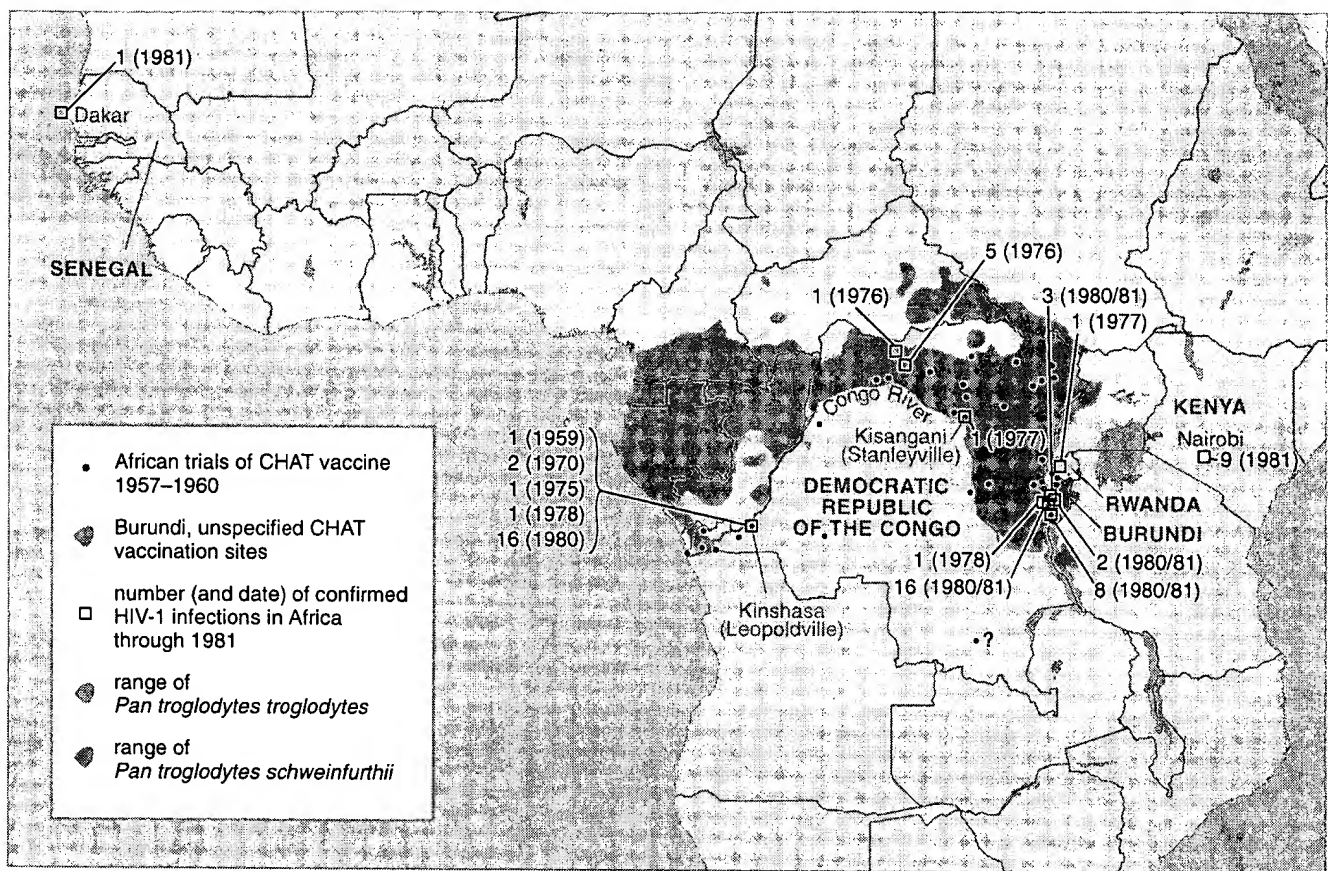 1 (1981)
Dakar
SENEGAL
5 (1976)
1 (1976)
3 (1980/81)
1 (1977)
Congo River
KENYA
Nairobi
9 (1981)
Kisangani
(Stanleyville)
1 (1977)
1 (1959)
2 (1970)
1 (1975)
1 (1978)
16 (1980)
DEMOCRATIC
REPUBLIC
OF THE CONGO
RWANDA
BURUNDI
1 (1978)
16 (1980/81)
2 (1980/81)
8 (1980/81)
Kinshasa
(Leopoldville)
?
African trials of CHAT vaccine
1957–1960
Burundi, unspecified CHAT
vaccination sites
number (and date) of confirmed
HIV-1 infections in Africa
through 1981
range of
Pan troglodytes troglodytes
range of
Pan troglodytes schweinfurthii